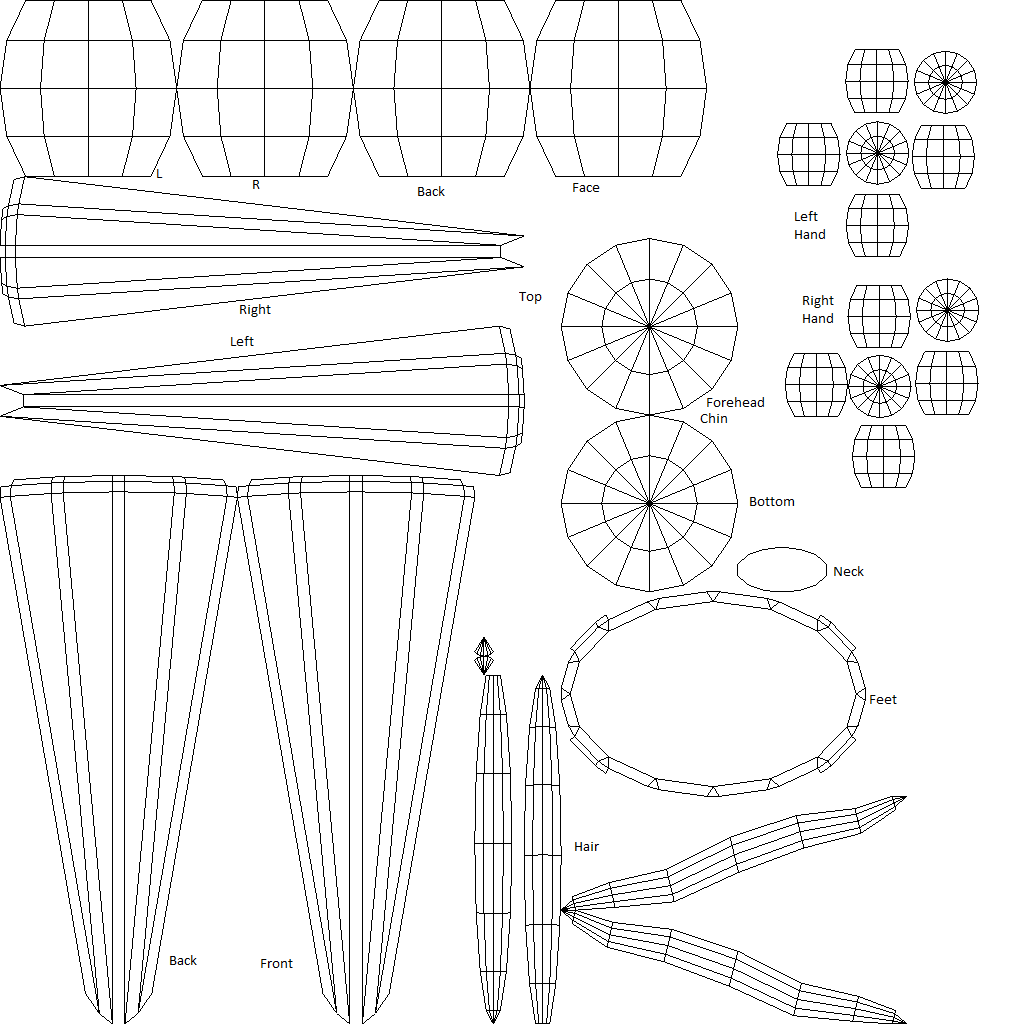 L
R
Back
Face
Left
Hand
Right
Hand
Top
Right
Left
Forehead
Chin
Bottom
Neck
Feet
Hair
Back
Front